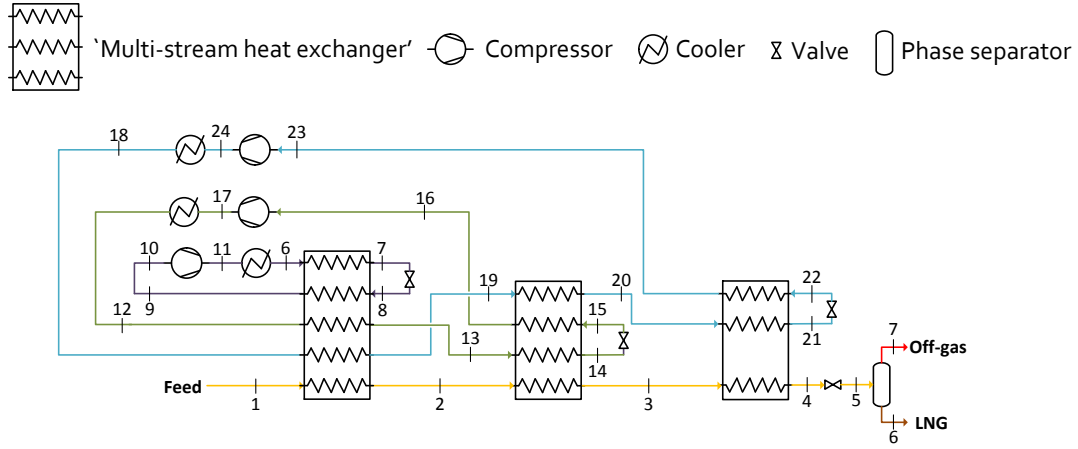 ‘Multi-stream heat exchanger’ Compressor Cooler Valve Phase separator
18 24 23
17 16
10 11 6 7
9 8
12 19 20 22
15
13 14 21
7
Off-gas
Feed
1 2 3 4 5
LNG
6